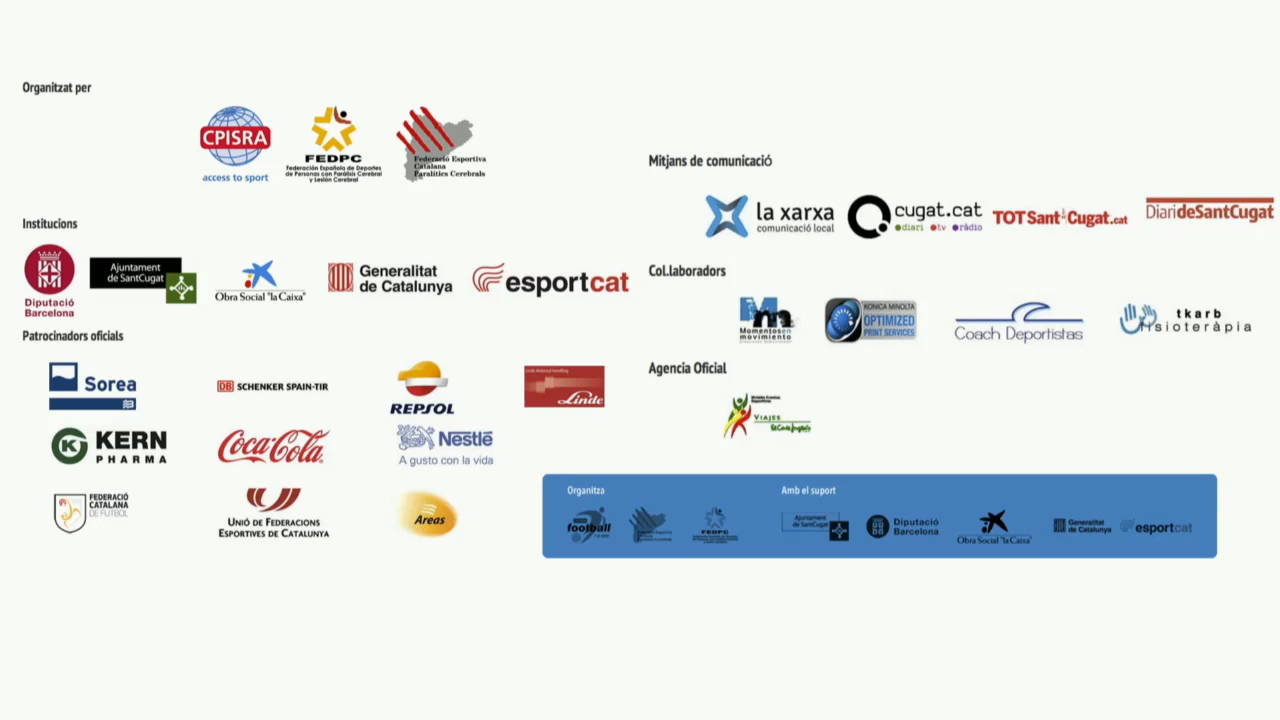 Organitzat per
CPISRA
access to sport
FEDPC
Federación Española de Deportes
de Personas con Parálisis Cerebral
y Lesión Cerebral
Federació Esportiva
Catalana
Paralítics Cerebrals
Institucions
Diputació
Barcelona
Ajuntament
de SantCugat
Obra Social "la Caixa"
Generalitat
de Catalunya
esportcat
Patrocinadors oficials
Sorea
DB SCHENKER SPAIN-TIR
REPSOL
Linde
KERN
PHARMA
Coca-Cola
Nestlé
A gusto con la vida
FEDERACIÓ
CATALANA
DE FUTBOL
UNIÓ DE FEDERACIONS
ESPORTIVES DE CATALUNYA
Areas
Mitjans de comunicació
la xarxa
comunicació local
cugat.cat
diari tv ràdio
TOTSantCugat.cat
DiarideSantCugat
Col.laboradors
Mm
Momentos en
movimiento
KONICA MINOLTA
OPTIMIZED
PRINT SERVICES
Coach Deportistas
tkarb
fisioteràpia
Agencia Oficial
VIAJES
Organitza
football
Amb el suport
FEDPC
Ajuntament
de SantCugat
Diputació
Barcelona
Obra Social "la Caixa"
Generalitat
de Catalunya
esportcat